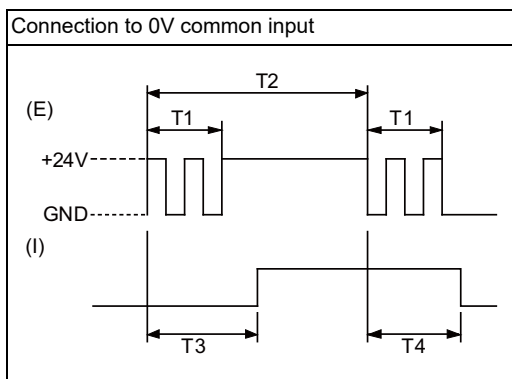 Connection to 0V common input
T2
(E)
T1
T1
+24V
GND
(I)
T3
T4